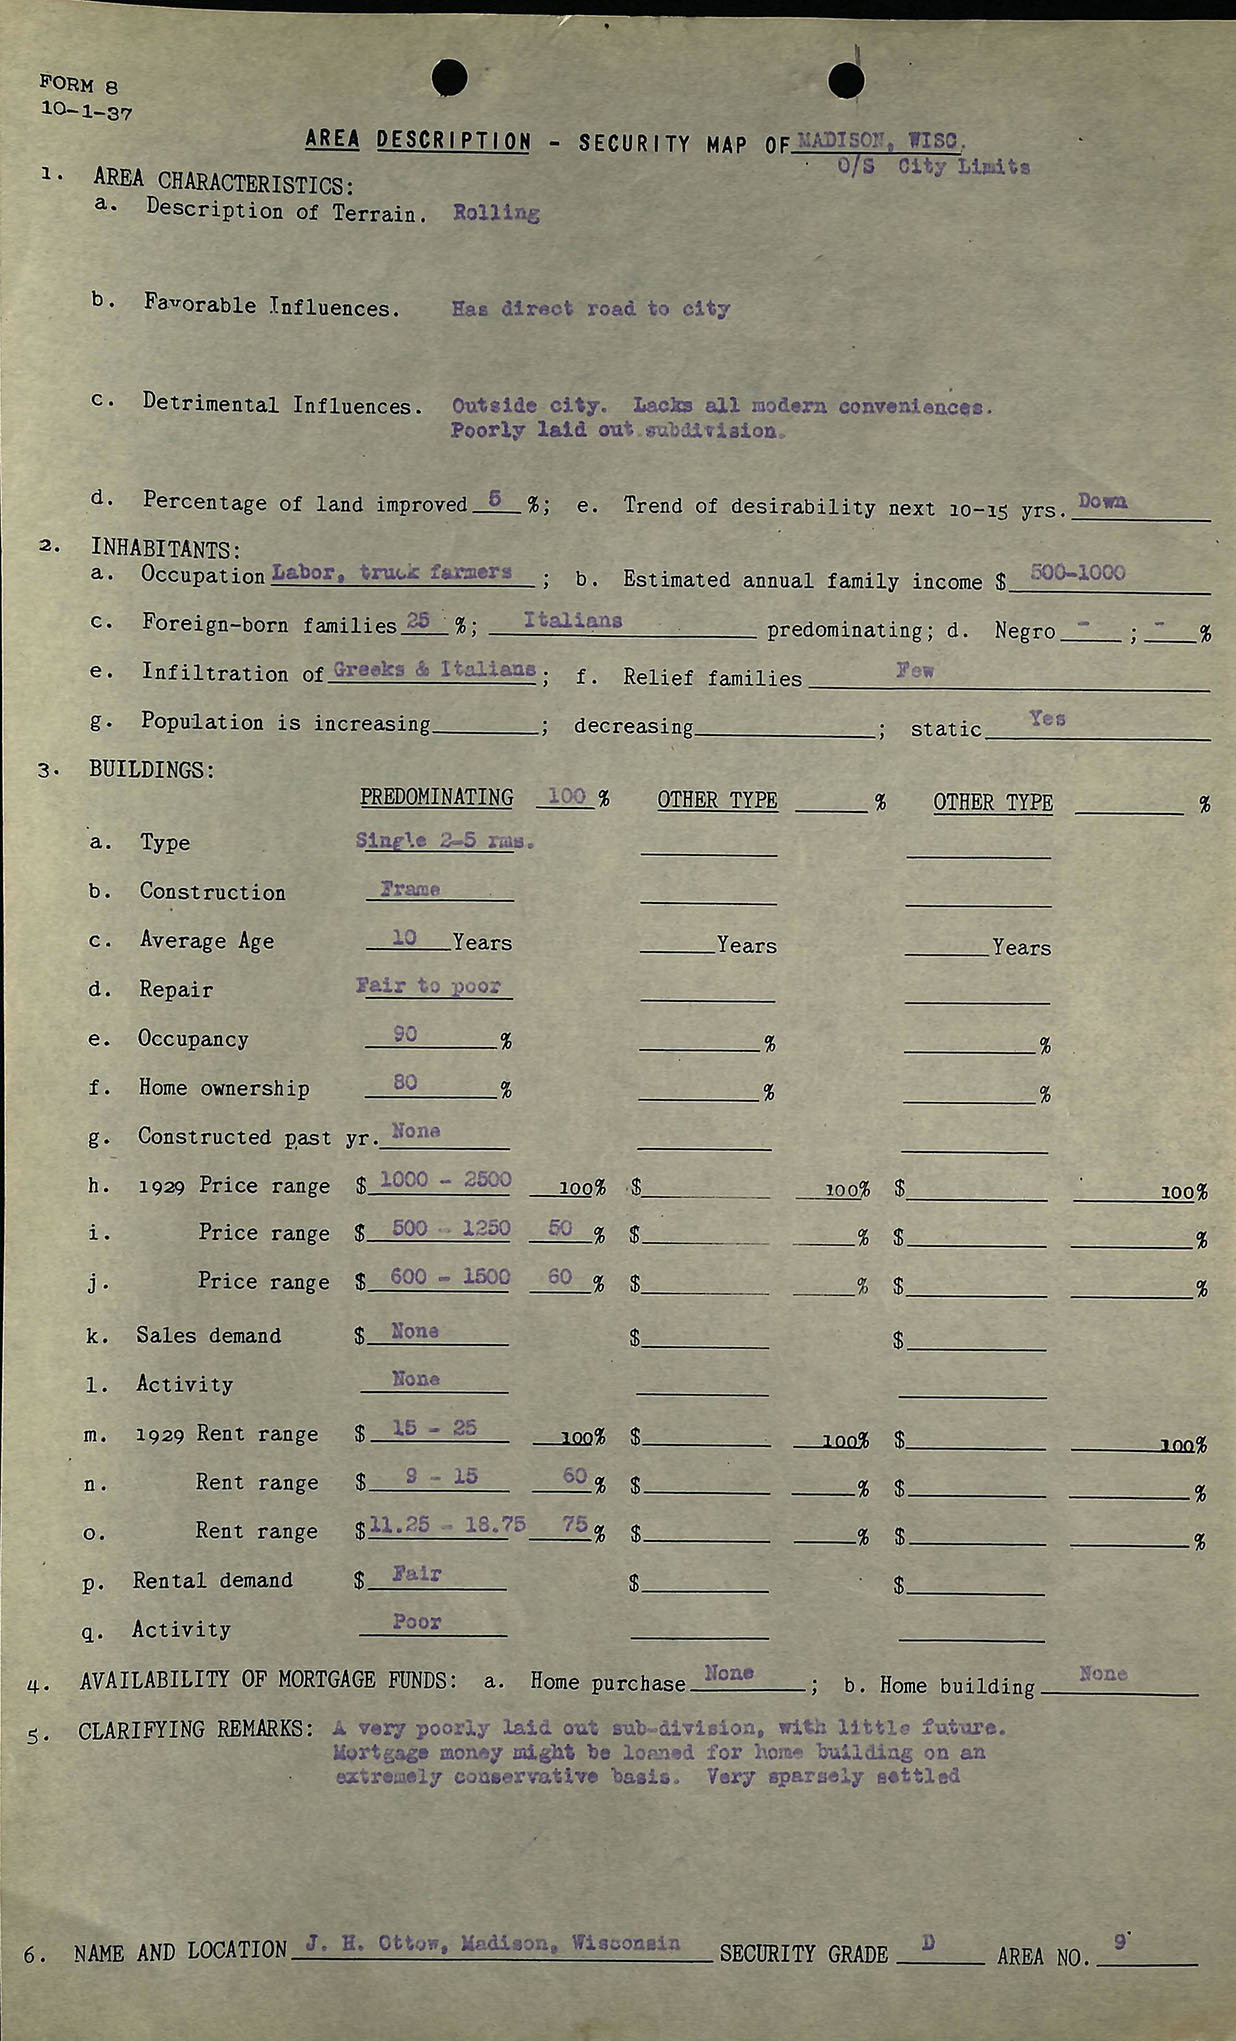 FORM 8
10-1-37
AREA DESCRIPTION - SECURITY MAP OF MADISON, WISC.
O/S City Limits
1. AREA CHARACTERISTICS:
a. Description of Terrain. Rolling
b. Favorable Influences. Has direct road to city
c. Detrimental Influences. Outside city. Lacks all modern conveniences.
Poorly laid out subdivision.
d. Percentage of land improved 5 %; e. Trend of desirability next 10-15 yrs. Down
2. INHABITANTS:
a. Occupation Labor, truck farmers ; b. Estimated annual family income $ 500-1000
c. Foreign-born families 25 %; Italians predominating; d. Negro - ; - %
e. Infiltration of Greeks & Italians ; f. Relief families Few
g. Population is increasing ; decreasing ; static Yes
3. BUILDINGS:
PREDOMINATING 100 % OTHER TYPE % OTHER TYPE %
a. Type Single 2-5 rms.
b. Construction Frame
c. Average Age 10 Years Years Years
d. Repair Fair to poor
e. Occupancy 90 % % %
f. Home ownership 80 % % %
g. Constructed past yr. None
h. 1929 Price range $ 1000 - 2500 100% $ 100% $ 100%
i. Price range $ 500 - 1250 50 % $ % $ %
j. Price range $ 600 - 1500 60 % $ % $ %
k. Sales demand $ None $ $
l. Activity None
m. 1929 Rent range $ 15 - 25 100% $ 100% $ 100%
n. Rent range $ 9 - 15 60 % $ % $ %
o. Rent range $ 11.25 - 18.75 75 % $ % $ %
p. Rental demand $ Fair $ $
q. Activity Poor
4. AVAILABILITY OF MORTGAGE FUNDS: a. Home purchase None ; b. Home building None
5. CLARIFYING REMARKS: A very poorly laid out sub-division, with little future.
Mortgage money might be loaned for home building on an
extremely conservative basis. Very sparsely settled
6. NAME AND LOCATION J. H. Ottow, Madison, Wisconsin SECURITY GRADE D AREA NO. 9